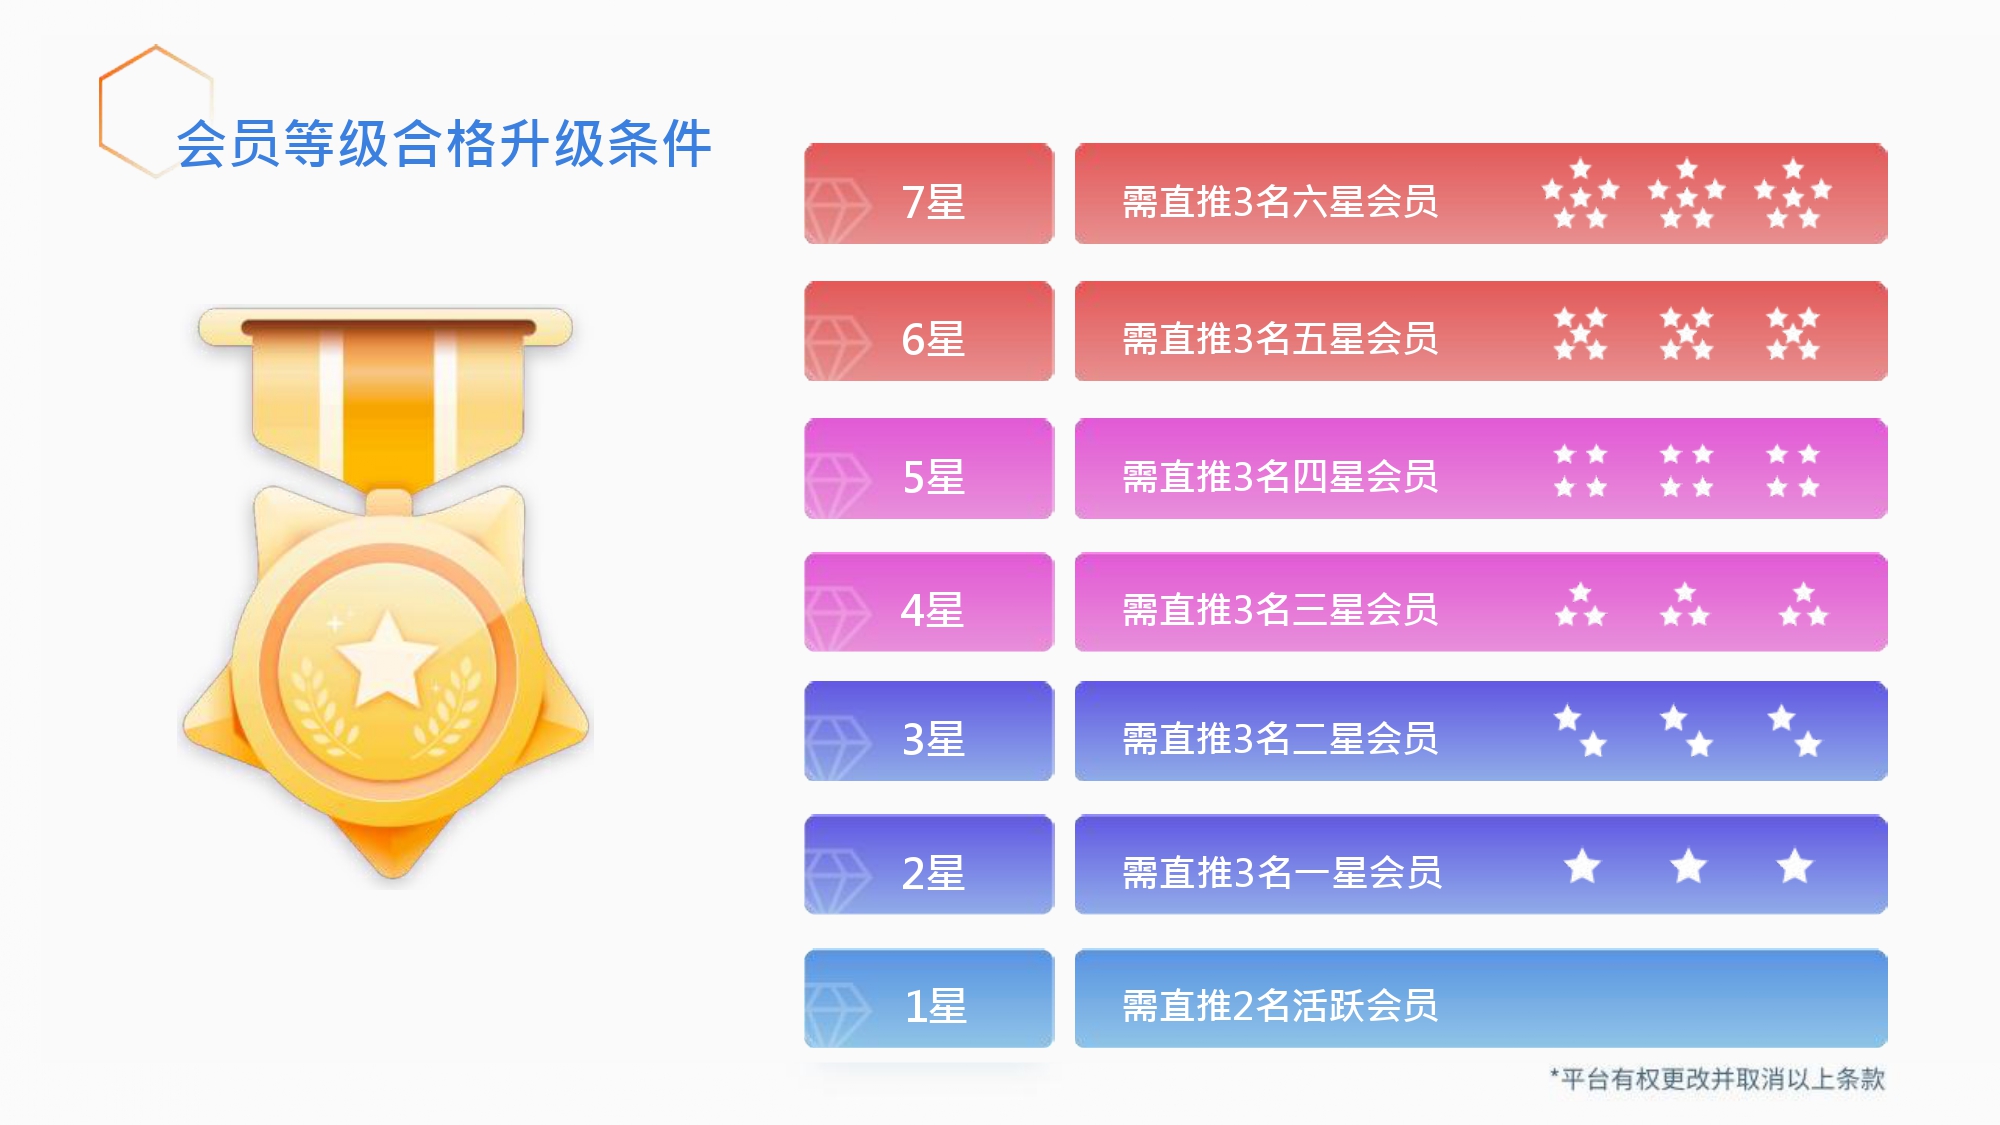 会员等级合格升级条件
7星 需直推3名六星会员
6星 需直推3名五星会员
5星 需直推3名四星会员
4星 需直推3名三星会员
3星 需直推3名二星会员
2星 需直推3名一星会员
1星 需直推2名活跃会员
*平台有权更改并取消以上条款